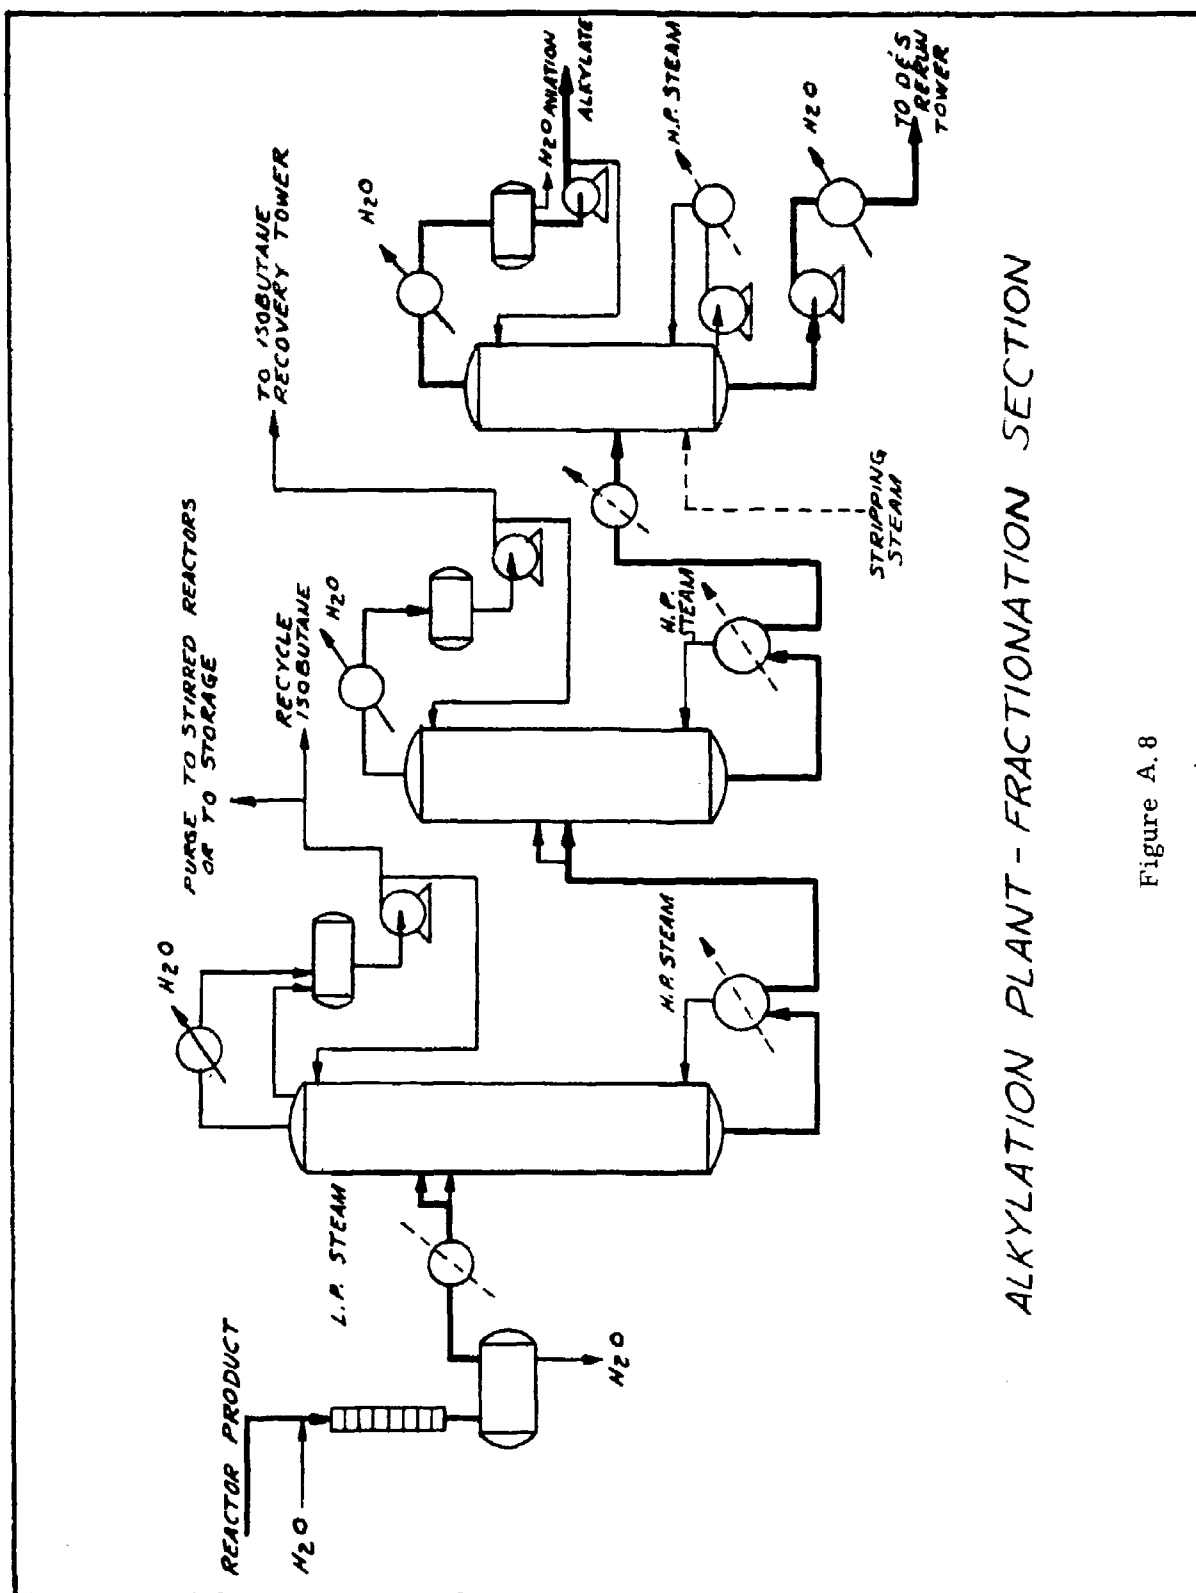 REACTOR PRODUCT
H2O
H2O
L.P. STEAM
H2O
PURGE TO STIRRED REACTORS
OR TO STORAGE
RECYCLE
ISOBUTANE
H.P. STEAM
H2O
TO ISOBUTANE
RECOVERY TOWER
H.P.
STEAM
STRIPPING
STEAM
H2O
H2O
AVIATION
ALKYLATE
H.P. STEAM
H2O
TO DE'S
RERUN
TOWER
ALKYLATION PLANT - FRACTIONATION SECTION
Figure A.8